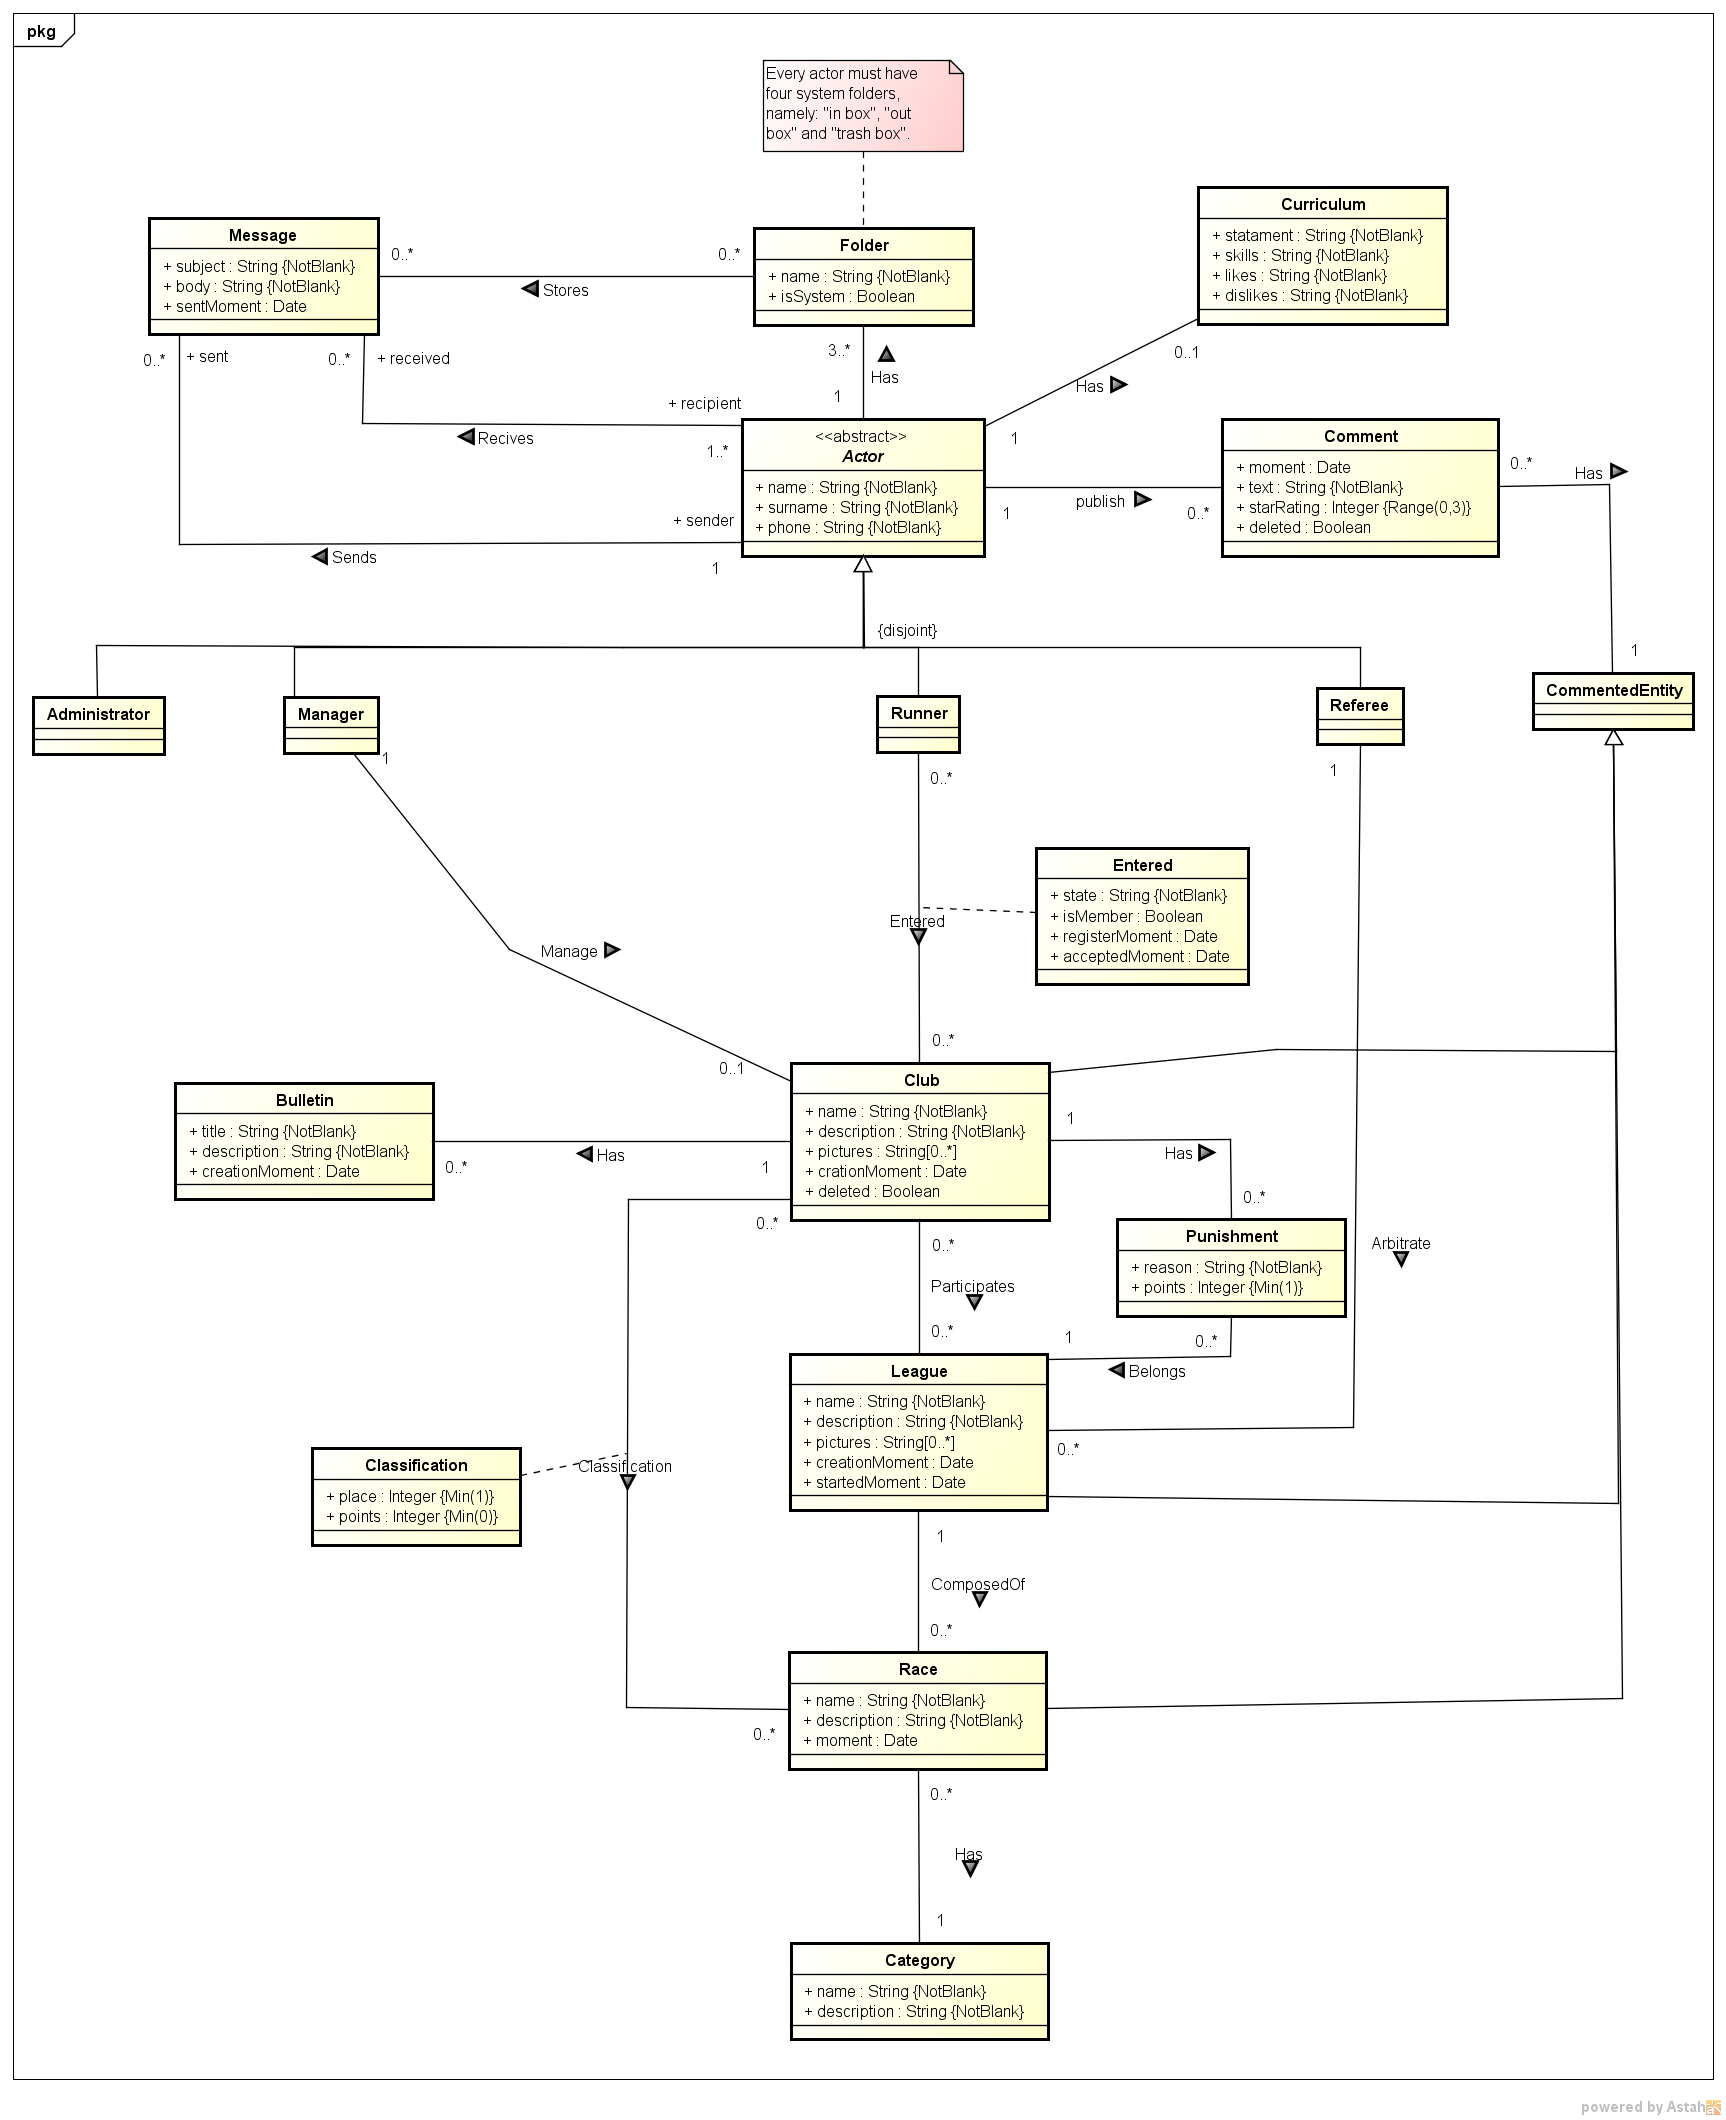 pkg
Every actor must have
four system folders,
namely: "in box", "out
box" and "trash box".
Message
+ subject : String {NotBlank}
+ body : String {NotBlank}
+ sentMoment : Date
0..*
0..*
Stores
Folder
+ name : String {NotBlank}
+ isSystem : Boolean
Curriculum
+ statament : String {NotBlank}
+ skills : String {NotBlank}
+ likes : String {NotBlank}
+ dislikes : String {NotBlank}
0..*
+ sent
0..*
+ received
3..*
Has
1
0..1
Has
1
+ recipient
Recives
1..*
<<abstract>>
Actor
+ name : String {NotBlank}
+ surname : String {NotBlank}
+ phone : String {NotBlank}
+ sender
Sends
1
publish
1
0..*
Comment
+ moment : Date
+ text : String {NotBlank}
+ starRating : Integer {Range(0,3)}
+ deleted : Boolean
0..*
Has
1
{disjoint}
Administrator
Manager
Runner
Referee
CommentedEntity
1
0..*
1
Entered
+ state : String {NotBlank}
+ isMember : Boolean
+ registerMoment : Date
+ acceptedMoment : Date
Entered
Manage
0..*
0..1
Club
+ name : String {NotBlank}
+ description : String {NotBlank}
+ pictures : String[0..*]
+ crationMoment : Date
+ deleted : Boolean
Bulletin
+ title : String {NotBlank}
+ description : String {NotBlank}
+ creationMoment : Date
0..*
Has
1
1
Has
0..*
0..*
0..*
Punishment
+ reason : String {NotBlank}
+ points : Integer {Min(1)}
Arbitrate
Participates
0..*
1
0..*
Belongs
League
+ name : String {NotBlank}
+ description : String {NotBlank}
+ pictures : String[0..*]
+ creationMoment : Date
+ startedMoment : Date
0..*
Classification
+ place : Integer {Min(1)}
+ points : Integer {Min(0)}
Classification
1
ComposedOf
0..*
Race
+ name : String {NotBlank}
+ description : String {NotBlank}
+ moment : Date
0..*
0..*
Has
1
Category
+ name : String {NotBlank}
+ description : String {NotBlank}
powered by Astah